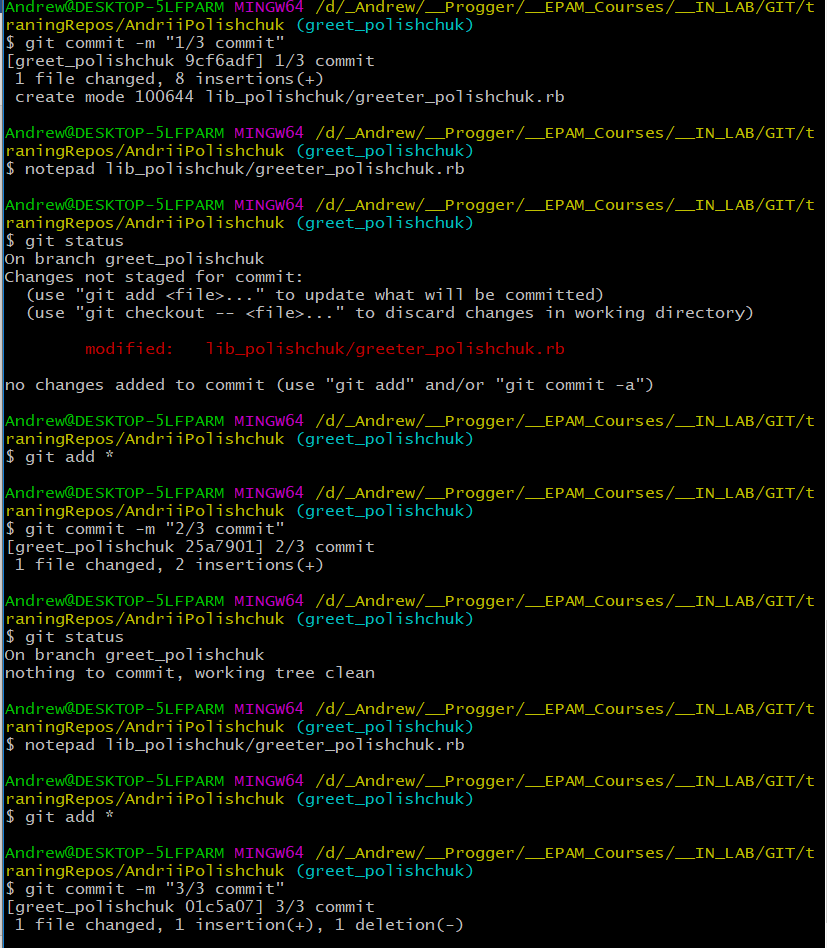 Andrew@DESKTOP-5LFPARM MINGW64 /d/_Andrew/__Progger/__EPAM_Courses/__IN_LAB/GIT/t
raningRepos/AndriiPolishchuk (greet_polishchuk)
$ git commit -m "1/3 commit"
[greet_polishchuk 9cf6adf] 1/3 commit
 1 file changed, 8 insertions(+)
 create mode 100644 lib_polishchuk/greeter_polishchuk.rb

Andrew@DESKTOP-5LFPARM MINGW64 /d/_Andrew/__Progger/__EPAM_Courses/__IN_LAB/GIT/t
raningRepos/AndriiPolishchuk (greet_polishchuk)
$ notepad lib_polishchuk/greeter_polishchuk.rb

Andrew@DESKTOP-5LFPARM MINGW64 /d/_Andrew/__Progger/__EPAM_Courses/__IN_LAB/GIT/t
raningRepos/AndriiPolishchuk (greet_polishchuk)
$ git status
On branch greet_polishchuk
Changes not staged for commit:
  (use "git add <file>..." to update what will be committed)
  (use "git checkout -- <file>..." to discard changes in working directory)

        modified:   lib_polishchuk/greeter_polishchuk.rb

no changes added to commit (use "git add" and/or "git commit -a")

Andrew@DESKTOP-5LFPARM MINGW64 /d/_Andrew/__Progger/__EPAM_Courses/__IN_LAB/GIT/t
raningRepos/AndriiPolishchuk (greet_polishchuk)
$ git add *

Andrew@DESKTOP-5LFPARM MINGW64 /d/_Andrew/__Progger/__EPAM_Courses/__IN_LAB/GIT/t
raningRepos/AndriiPolishchuk (greet_polishchuk)
$ git commit -m "2/3 commit"
[greet_polishchuk 25a7901] 2/3 commit
 1 file changed, 2 insertions(+)

Andrew@DESKTOP-5LFPARM MINGW64 /d/_Andrew/__Progger/__EPAM_Courses/__IN_LAB/GIT/t
raningRepos/AndriiPolishchuk (greet_polishchuk)
$ git status
On branch greet_polishchuk
nothing to commit, working tree clean

Andrew@DESKTOP-5LFPARM MINGW64 /d/_Andrew/__Progger/__EPAM_Courses/__IN_LAB/GIT/t
raningRepos/AndriiPolishchuk (greet_polishchuk)
$ notepad lib_polishchuk/greeter_polishchuk.rb

Andrew@DESKTOP-5LFPARM MINGW64 /d/_Andrew/__Progger/__EPAM_Courses/__IN_LAB/GIT/t
raningRepos/AndriiPolishchuk (greet_polishchuk)
$ git add *

Andrew@DESKTOP-5LFPARM MINGW64 /d/_Andrew/__Progger/__EPAM_Courses/__IN_LAB/GIT/t
raningRepos/AndriiPolishchuk (greet_polishchuk)
$ git commit -m "3/3 commit"
[greet_polishchuk 01c5a07] 3/3 commit
 1 file changed, 1 insertion(+), 1 deletion(-)